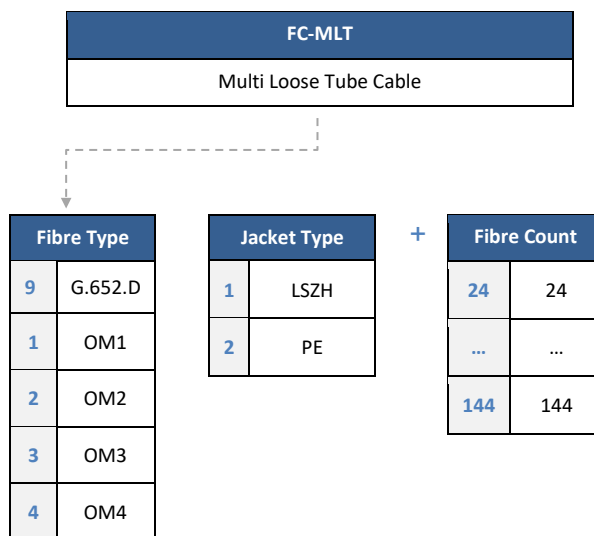 FC-MLT
Multi Loose Tube Cable
Fibre Type
9 G.652.D
1 OM1
2 OM2
3 OM3
4 OM4
Jacket Type
1 LSZH
2 PE
+
Fibre Count
24 24
... ...
144 144